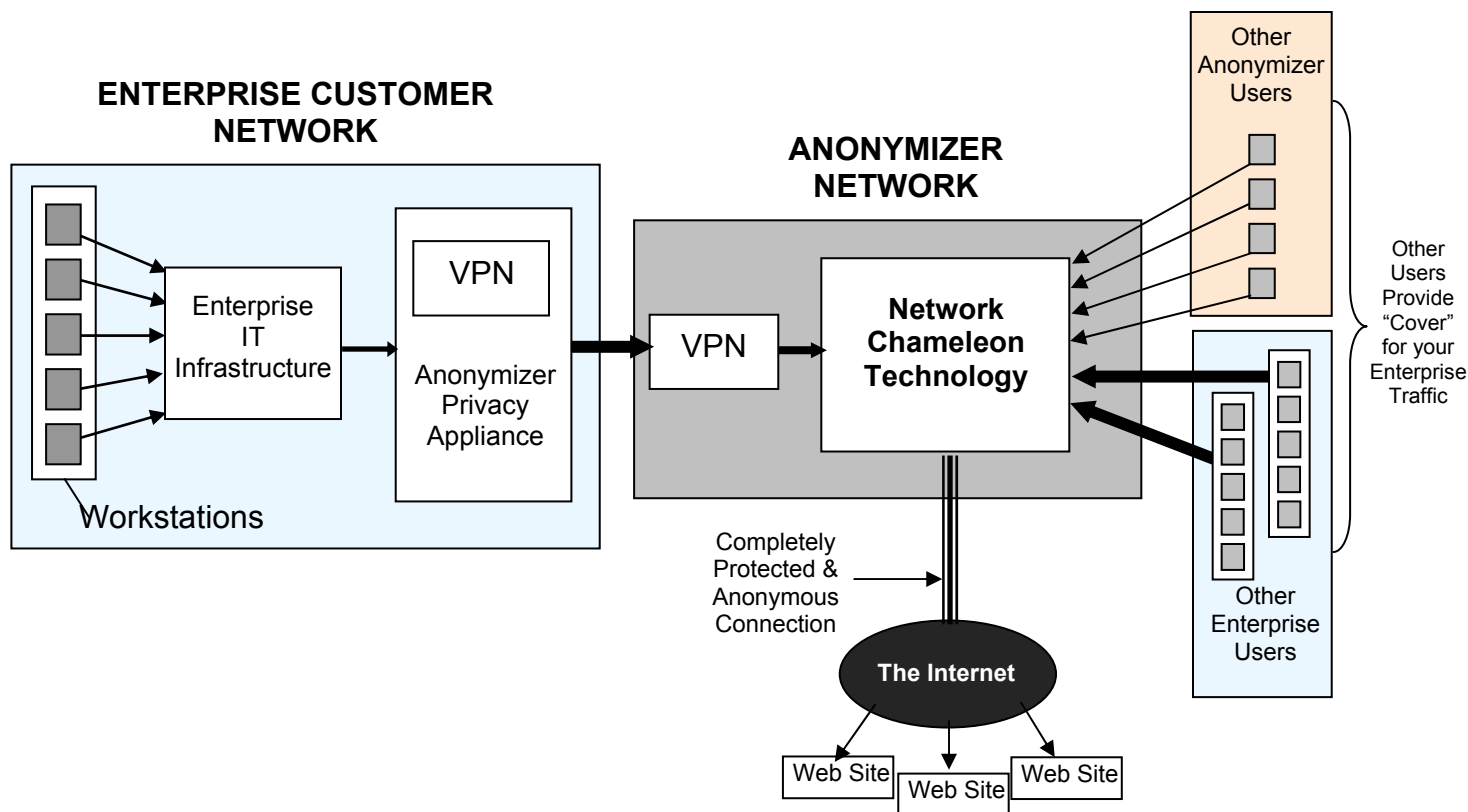 ENTERPRISE CUSTOMER
NETWORK
Workstations
Enterprise
IT
Infrastructure
VPN
Anonymizer
Privacy
Appliance
ANONYMIZER
NETWORK
VPN
Network
Chameleon
Technology
Other
Anonymizer
Users
Other
Users
Provide
“Cover”
for your
Enterprise
Traffic
Other
Enterprise
Users
Completely
Protected &
Anonymous
Connection
The Internet
Web Site
Web Site
Web Site